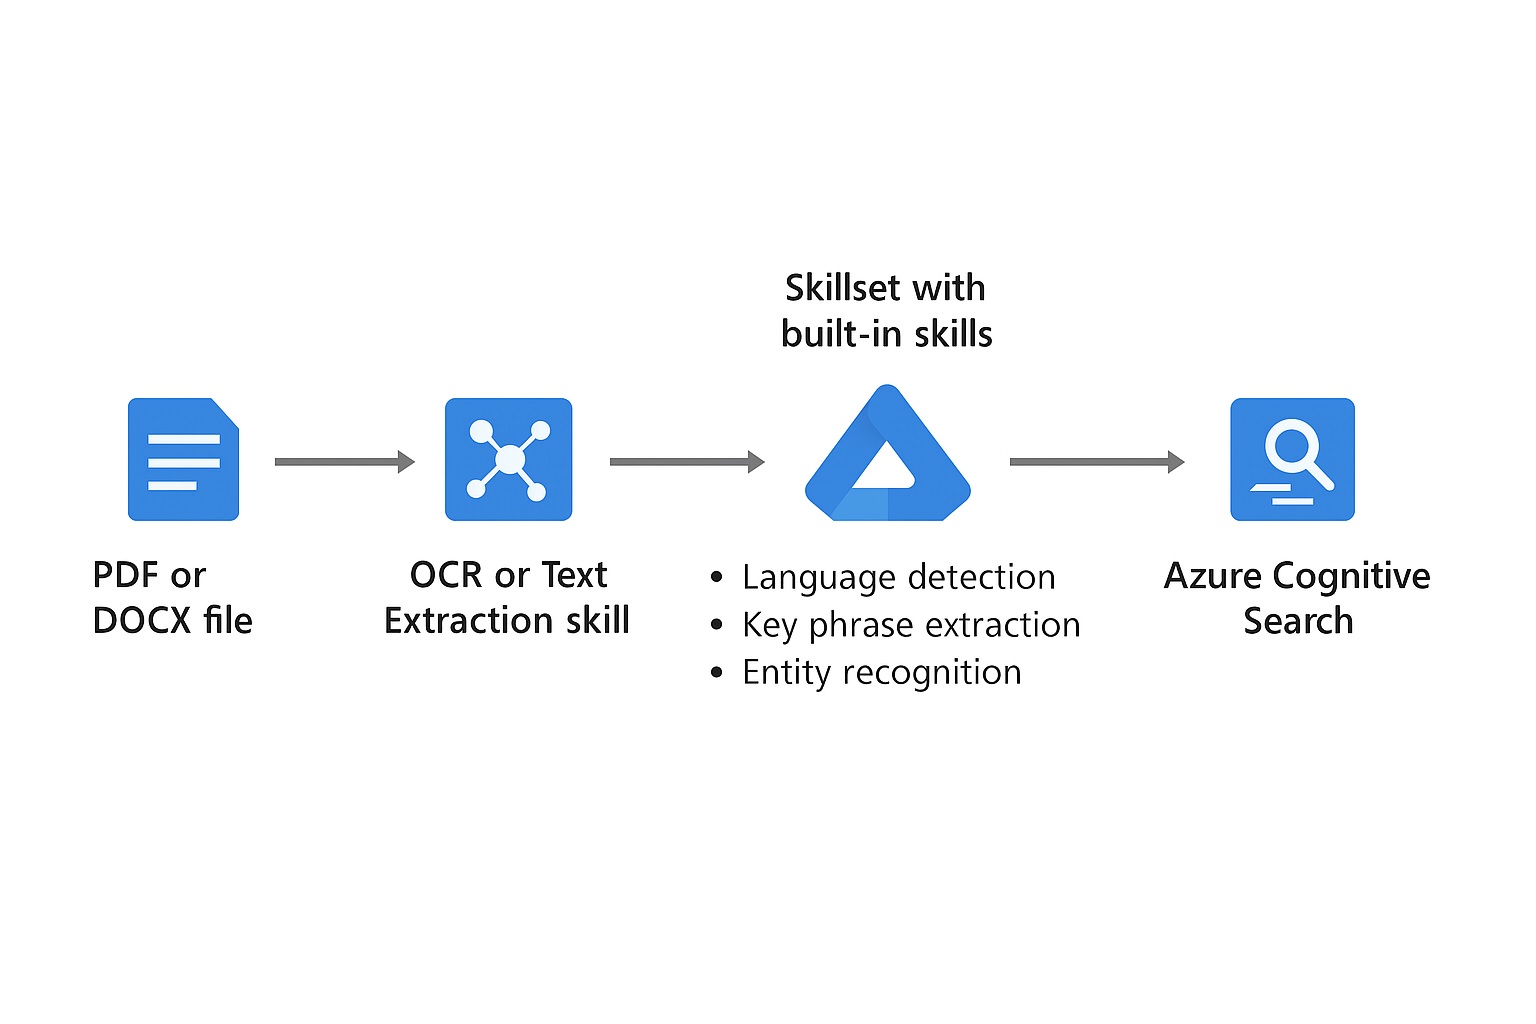 PDF or
DOCX file
OCR or Text
Extraction skill
Skillset with
built-in skills
• Language detection
• Key phrase extraction
• Entity recognition
Azure Cognitive
Search